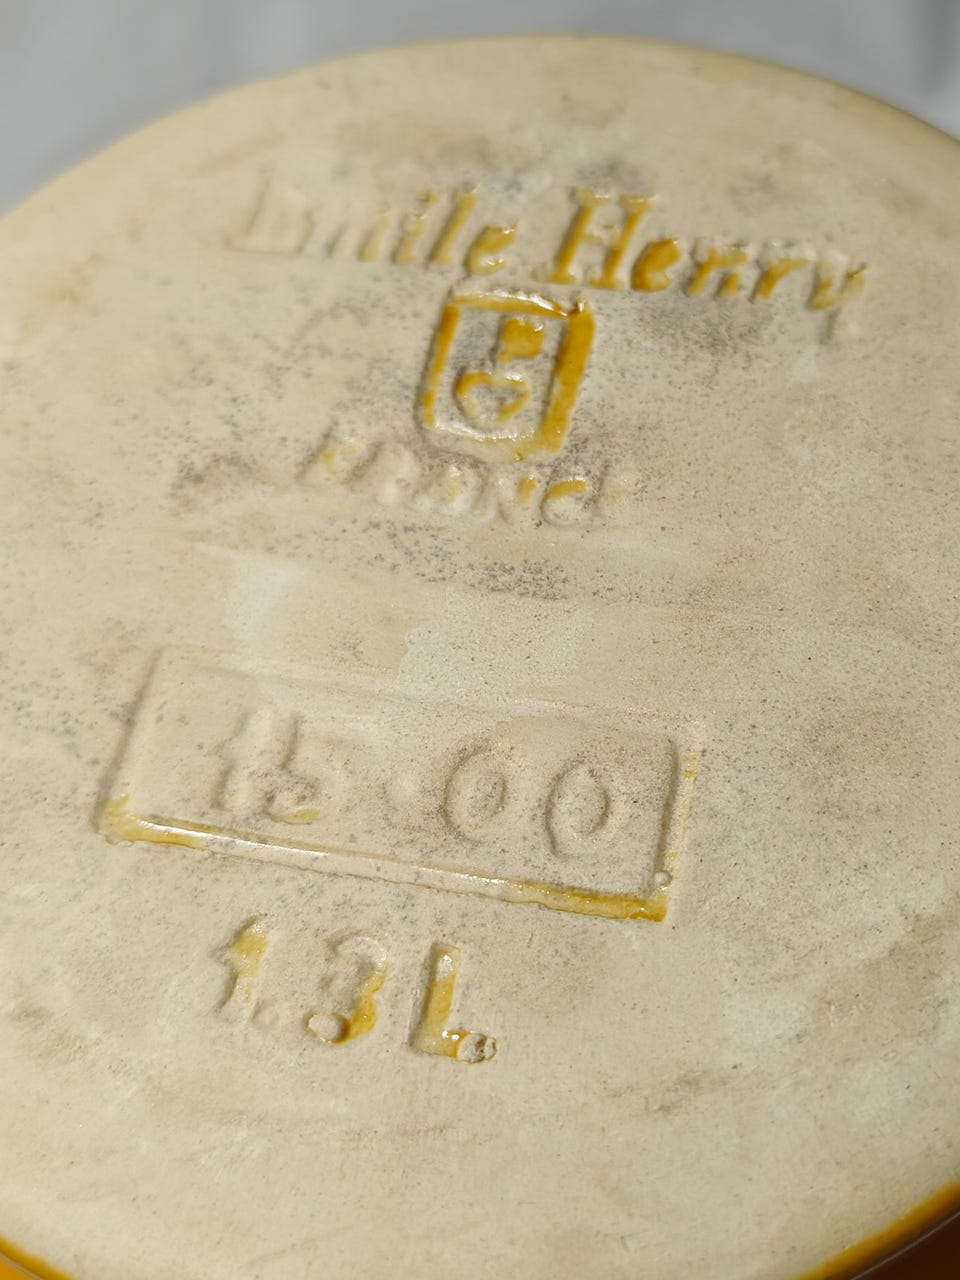 Emile Henry
FRANCE
15.00
1.3L